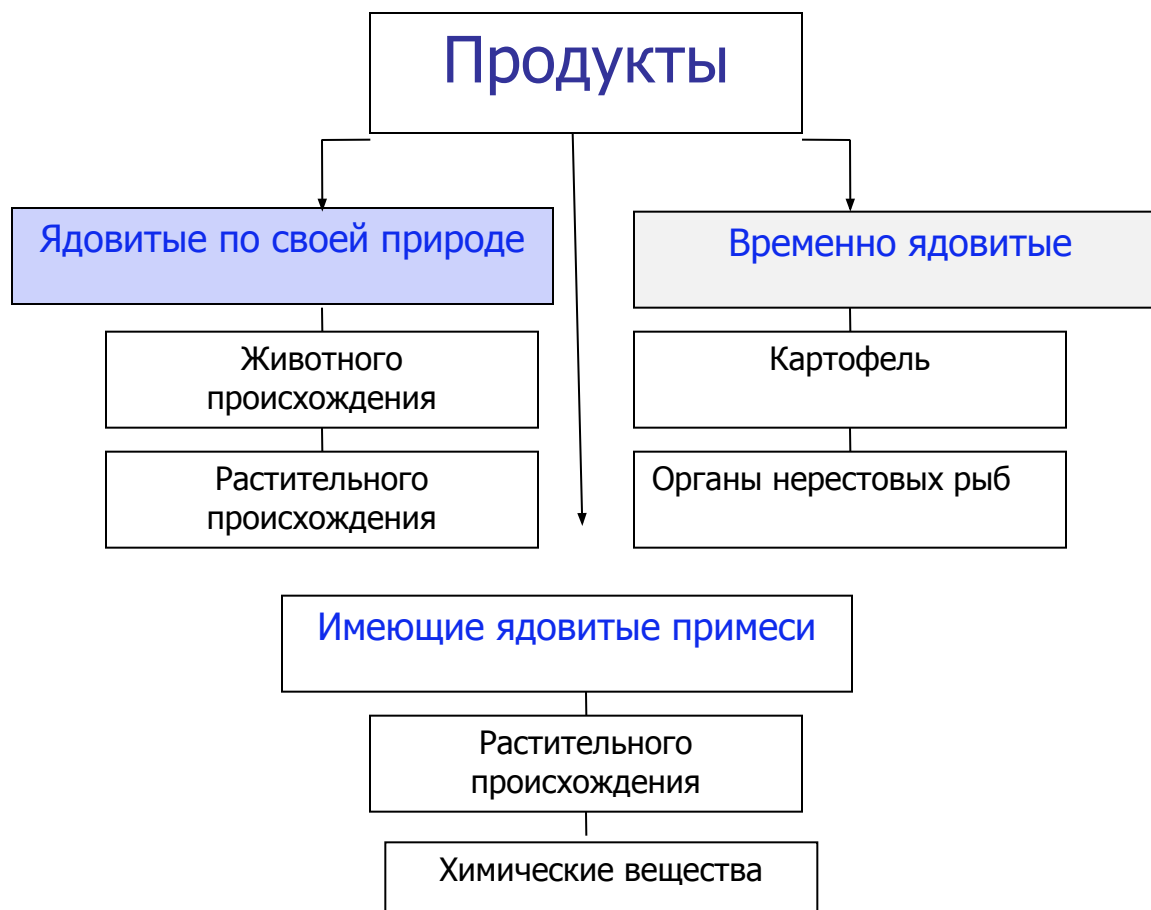 Продукты
Ядовитые по своей природе
Временно ядовитые
Животного
происхождения
Картофель
Растительного
происхождения
Органы нерестовых рыб
Имеющие ядовитые примеси
Растительного
происхождения
Химические вещества